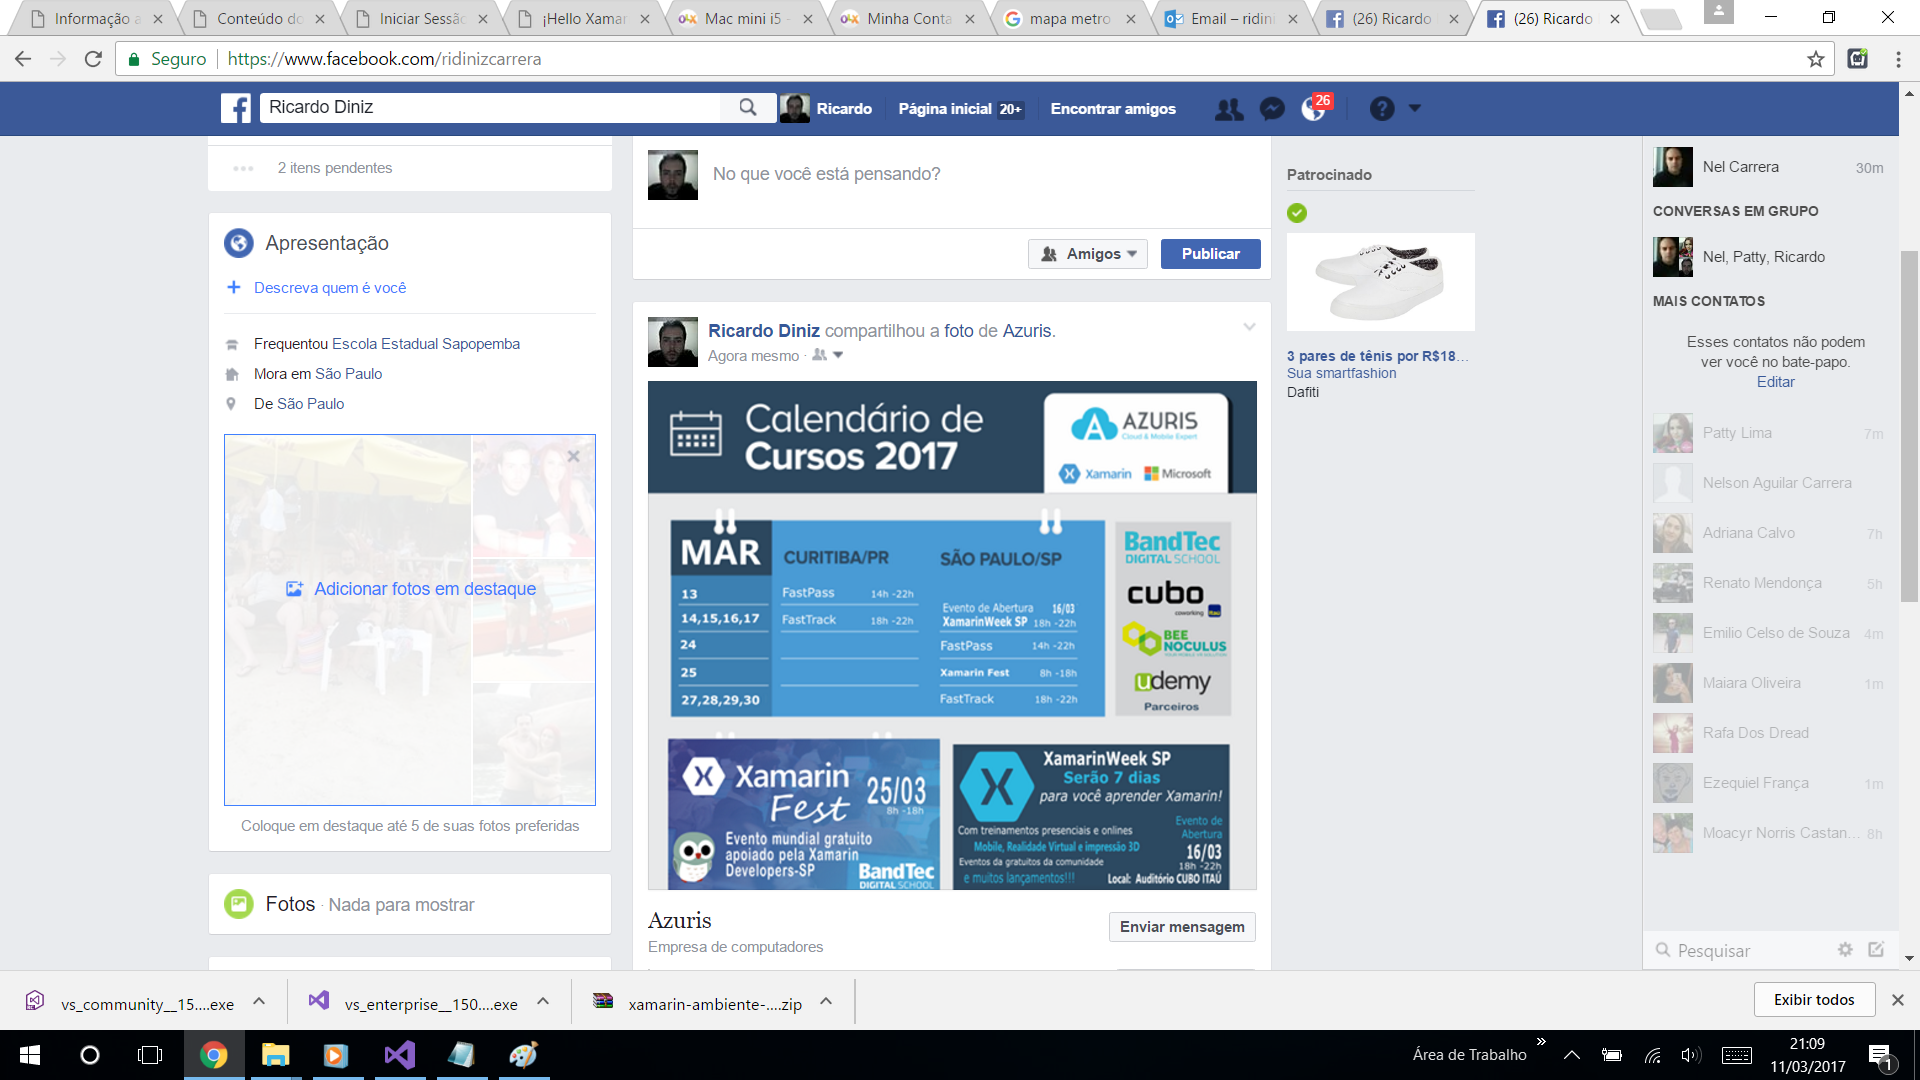 Informação a
Conteúdo do
Iniciar Sessão
¡Hello Xamar
Mac mini i5 -
Minha Conta
mapa metro
Email – ridin
(26) Ricardo
(26) Ricardo
Seguro
https://www.facebook.com/ridinizcarrera
Ricardo Diniz
Ricardo
Página inicial 20+
Encontrar amigos
26
2 itens pendentes
Apresentação
Descreva quem é você
Frequentou Escola Estadual Sapopemba
Mora em São Paulo
De São Paulo
Adicionar fotos em destaque
Coloque em destaque até 5 de suas fotos preferidas
Fotos · Nada para mostrar
No que você está pensando?
Amigos
Publicar
Ricardo Diniz compartilhou a foto de Azuris.
Agora mesmo ·
Calendário de
Cursos 2017
AZURIS
Cloud & Mobile Expert
Xamarin
Microsoft
MAR
CURITIBA/PR
SÃO PAULO/SP
13
FastPass 14h -22h
14,15,16,17
FastTrack 18h -22h
Evento de Abertura 16/03
XamarinWeek SP 18h -22h
24
FastPass 14h -22h
25
Xamarin Fest 8h -18h
27,28,29,30
FastTrack 18h -22h
BandTec
DIGITAL SCHOOL
cubo
coworking
BEE
NOCULUS
udemy
Parceiros
Xamarin
Fest
25/03
8h -18h
Evento mundial gratuito
apoiado pela Xamarin
Developers-SP
BandTec
DIGITAL SCHOOL
XamarinWeek SP
Serão 7 dias
para você aprender Xamarin!
Com treinamentos presenciais e onlines
Mobile, Realidade Virtual e impressão 3D
Eventos da gratuitos da comunidade
e muitos lançamentos!!!
Evento de
Abertura
16/03
18h -22h
Local: Auditório CUBO ITAÚ
Azuris
Empresa de computadores
Enviar mensagem
Patrocinado
3 pares de tênis por R$18...
Sua smartfashion
Dafiti
Nel Carrera 30m
CONVERSAS EM GRUPO
Nel, Patty, Ricardo
MAIS CONTATOS
Esses contatos não podem
ver você no bate-papo.
Editar
Patty Lima 7m
Nelson Aguilar Carrera
Adriana Calvo 7h
Renato Mendonça 5h
Emilio Celso de Souza 4m
Maiara Oliveira 1m
Rafa Dos Dread
Ezequiel França 1m
Moacyr Norris Castan... 8h
Pesquisar
vs_community__15....exe
vs_enterprise__150....exe
xamarin-ambiente-....zip
Exibir todos
Área de Trabalho
21:09
11/03/2017
1